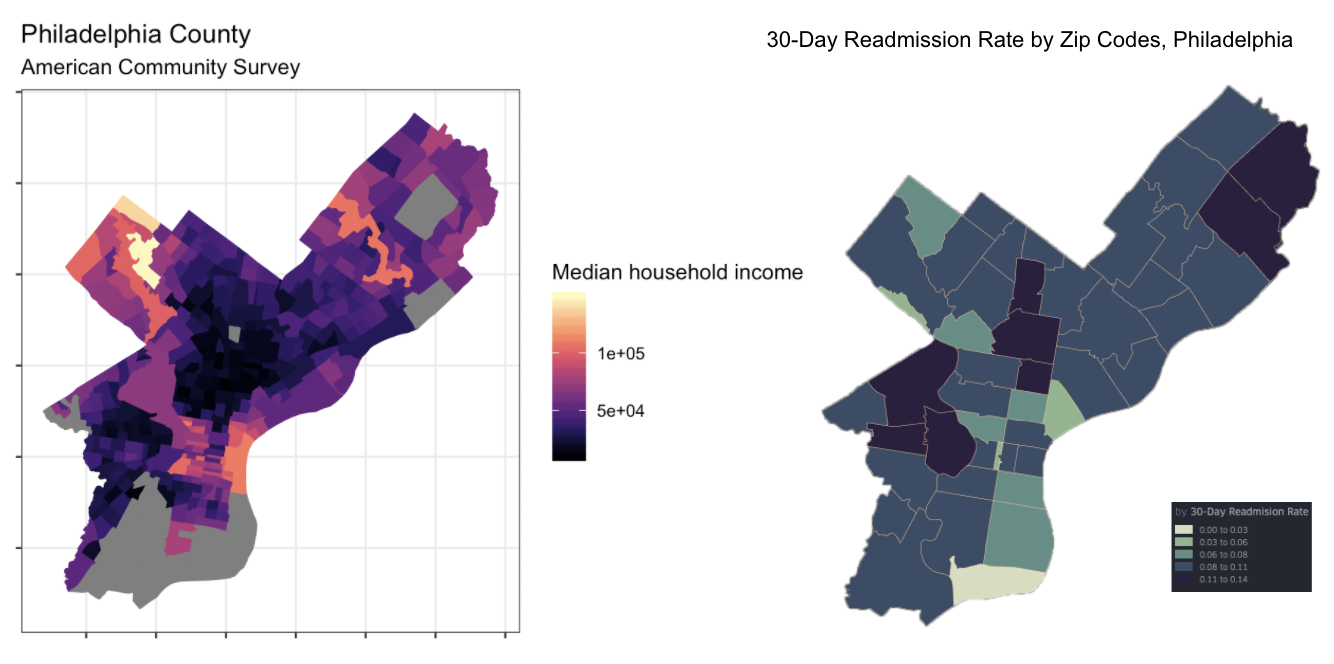 Philadelphia County
American Community Survey
30-Day Readmission Rate by Zip Codes, Philadelphia
Median household income
1e+05
5e+04
by 30-Day Readmision Rate
0.00 to 0.03
0.03 to 0.06
0.06 to 0.08
0.08 to 0.11
0.11 to 0.14